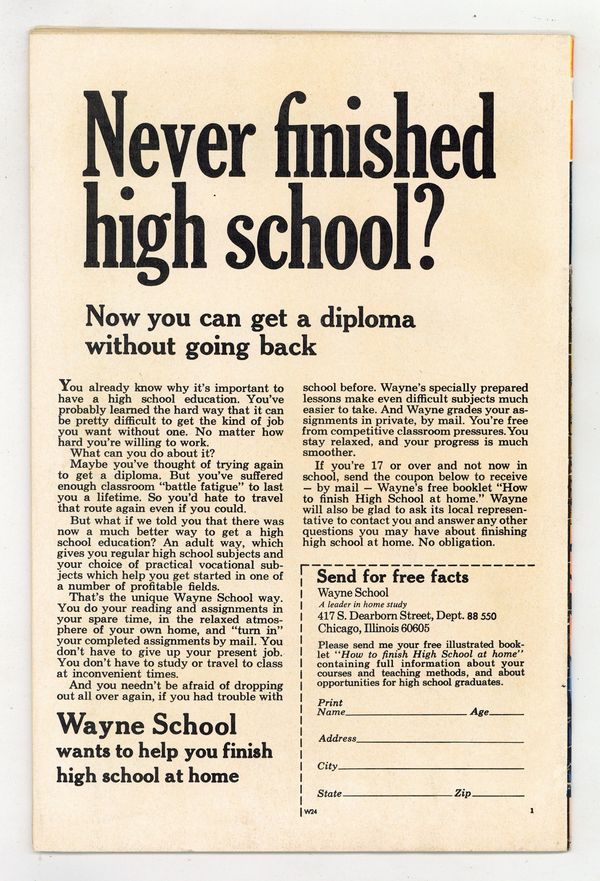 Never finished
high school?
Now you can get a diploma
without going back
You already know why it's important to
have a high school education. You've
probably learned the hard way that it can
be pretty difficult to get the kind of job
you want without one. No matter how
hard you're willing to work.
What can you do about it?
Maybe you've thought of trying again
to get a diploma. But you've suffered
enough classroom "battle fatigue" to last
you a lifetime. So you'd hate to travel
that route again even if you could.
But what if we told you that there was
now a much better way to get a high
school education? An adult way, which
gives you regular high school subjects and
your choice of practical vocational sub-
jects which help you get started in one of
a number of profitable fields.
That's the unique Wayne School way.
You do your reading and assignments in
your spare time, in the relaxed atmos-
phere of your own home, and "turn in"
your completed assignments by mail. You
don't have to give up your present job.
You don't have to study or travel to class
at inconvenient times.
And you needn't be afraid of dropping
out all over again, if you had trouble with
school before. Wayne's specially prepared
lessons make even difficult subjects much
easier to take. And Wayne grades your as-
signments in private, by mail. You're free
from competitive classroom pressures. You
stay relaxed, and your progress is much
smoother.
If you're 17 or over and not now in
school, send the coupon below to receive
— by mail — Wayne's free booklet "How
to finish High School at home." Wayne
will also be glad to ask its local represen-
tative to contact you and answer any other
questions you may have about finishing
high school at home. No obligation.
Wayne School
wants to help you finish
high school at home
Send for free facts
Wayne School
A leader in home study
417 S. Dearborn Street, Dept. 88 550
Chicago, Illinois 60605
Please send me your free illustrated book-
let "How to finish High School at home"
containing full information about your
courses and teaching methods, and about
opportunities for high school graduates.
Print
Name Age
Address
City
State Zip
W24 1